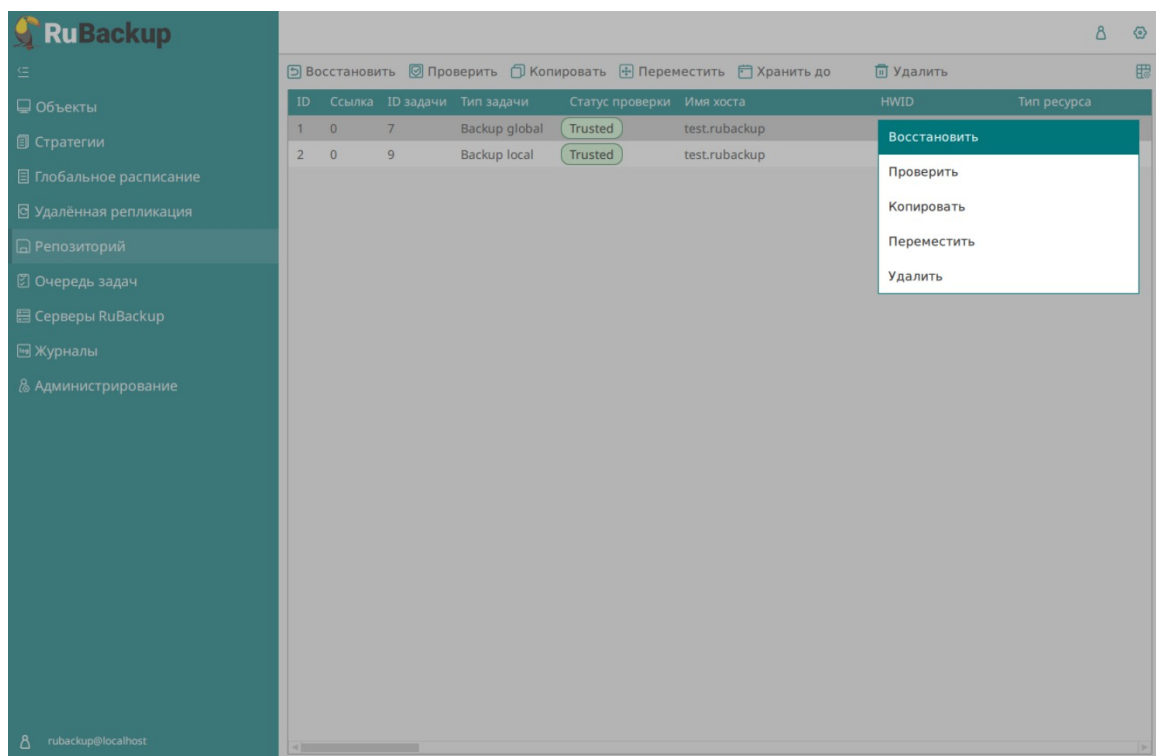 RuBackup
Восстановить Проверить Копировать Переместить Хранить до Удалить
Объекты
Стратегии
Глобальное расписание
Удалённая репликация
Репозиторий
Очередь задач
Серверы RuBackup
Журналы
Администрирование
rubackup@localhost
ID Ссылка ID задачи Тип задачи Статус проверки Имя хоста HWID Тип ресурса
1 0 7 Backup global Trusted test.rubackup
2 0 9 Backup local Trusted test.rubackup
Восстановить
Проверить
Копировать
Переместить
Удалить